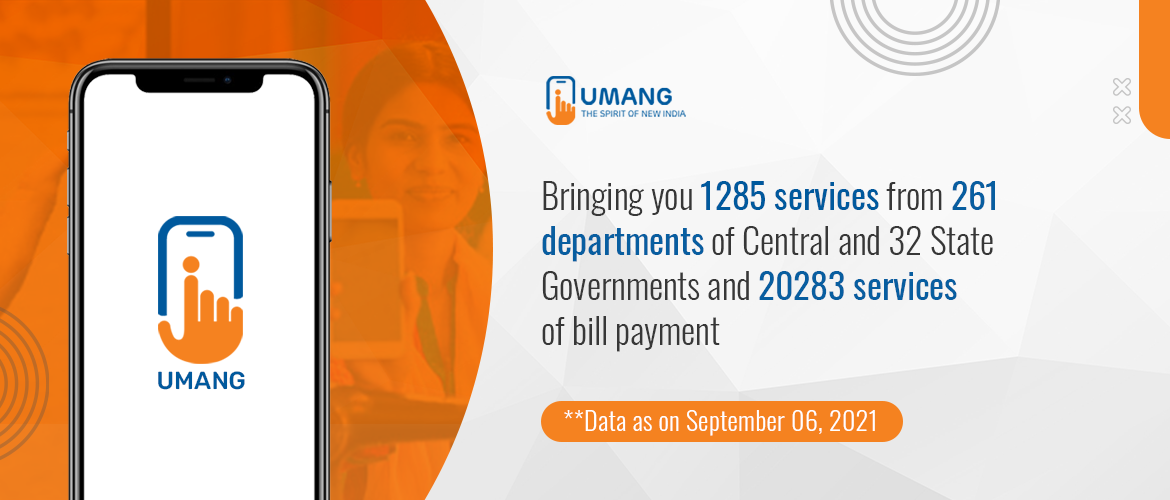 UMANG
UMANG
THE SPIRIT OF NEW INDIA
Bringing you 1285 services from 261
departments of Central and 32 State
Governments and 20283 services
of bill payment
**Data as on September 06, 2021